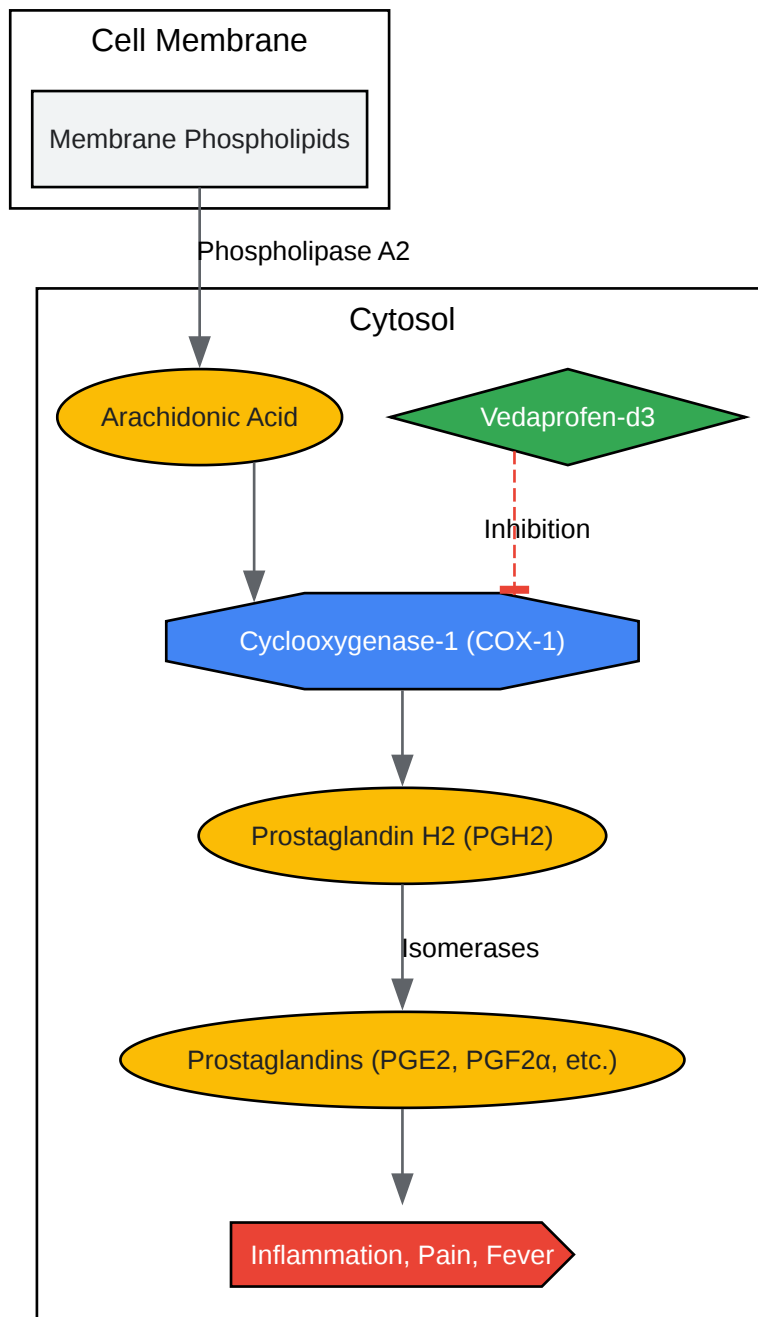 Cell Membrane
Membrane Phospholipids
Phospholipase A2
Cytosol
Arachidonic Acid
Vedaprofen-d3
Inhibition
Cyclooxygenase-1 (COX-1)
Prostaglandin H2 (PGH2)
Isomerases
Prostaglandins (PGE2, PGF2α, etc.)
Inflammation, Pain, Fever